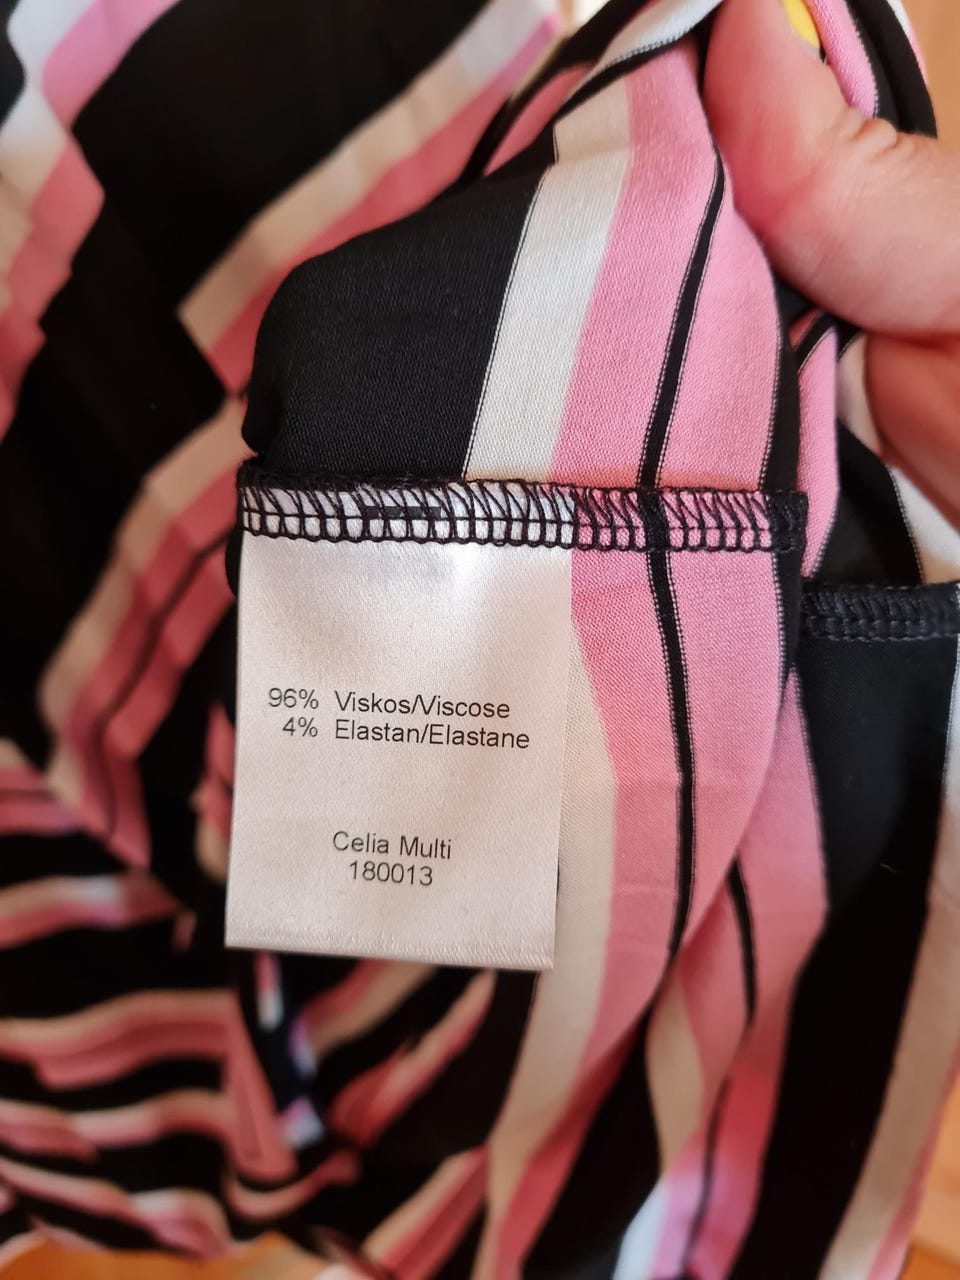 96% Viskos/Viscose
4% Elastan/Elastane
Celia Multi
180013